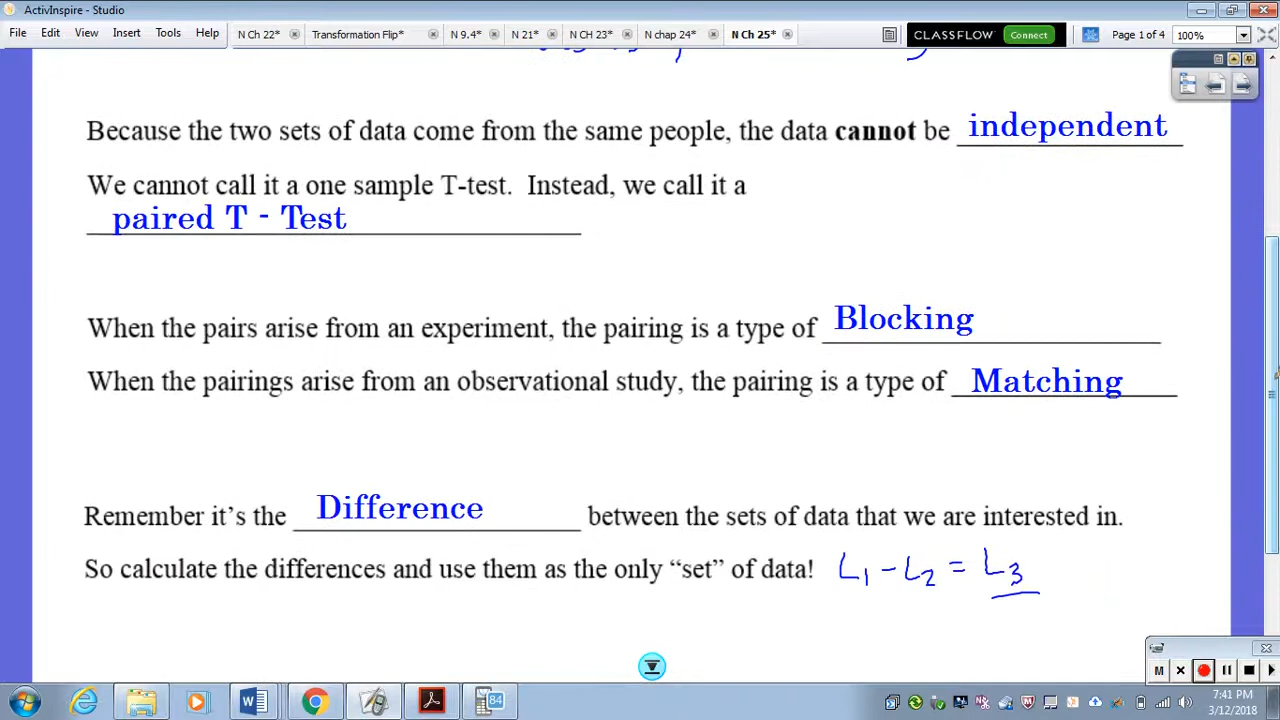 ActivInspire - Studio
File Edit View Insert Tools Help N Ch 22* Transformation Flip* N 9.4* N 21* N CH 23* N chap 24* N Ch 25* CLASSFLOW Connect Page 1 of 4 100%
Because the two sets of data come from the same people, the data cannot be independent
We cannot call it a one sample T-test. Instead, we call it a
paired T - Test
When the pairs arise from an experiment, the pairing is a type of Blocking
When the pairings arise from an observational study, the pairing is a type of Matching
Remember it's the Difference between the sets of data that we are interested in.
So calculate the differences and use them as the only “set” of data! L1 - L2 = L3
M
84
7:41 PM
3/12/2018